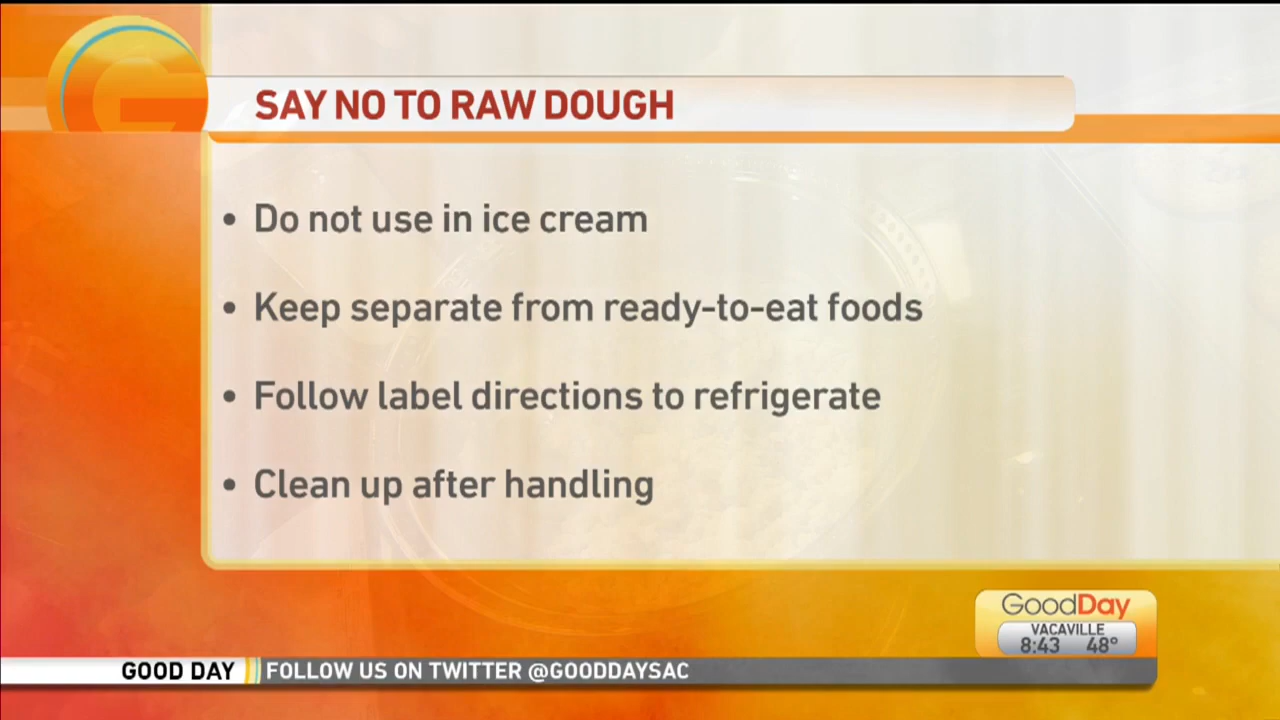 SAY NO TO RAW DOUGH
• Do not use in ice cream
• Keep separate from ready-to-eat foods
• Follow label directions to refrigerate
• Clean up after handling
GoodDay
VACAVILLE
8:43 48°
GOOD DAY FOLLOW US ON TWITTER @GOODDAYSAC